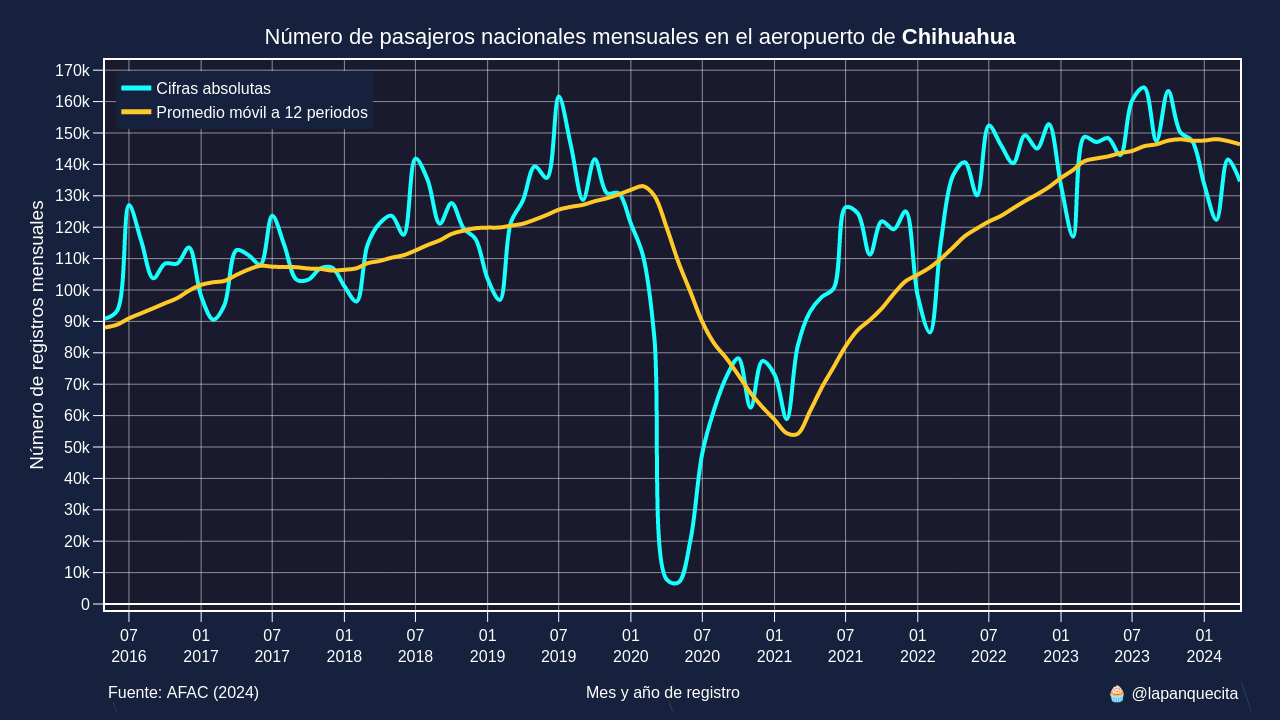 Número de pasajeros nacionales mensuales en el aeropuerto de Chihuahua
Cifras absolutas
Promedio móvil a 12 periodos
Número de registros mensuales
170k
160k
150k
140k
130k
120k
110k
100k
90k
80k
70k
60k
50k
40k
30k
20k
10k
0
07 01 07 01 07 01 07 01 07 01 07 01 07 01 07 01
2016 2017 2017 2018 2018 2019 2019 2020 2020 2021 2021 2022 2022 2023 2023 2024
Fuente: AFAC (2024)
Mes y año de registro
🧁 @lapanquecita